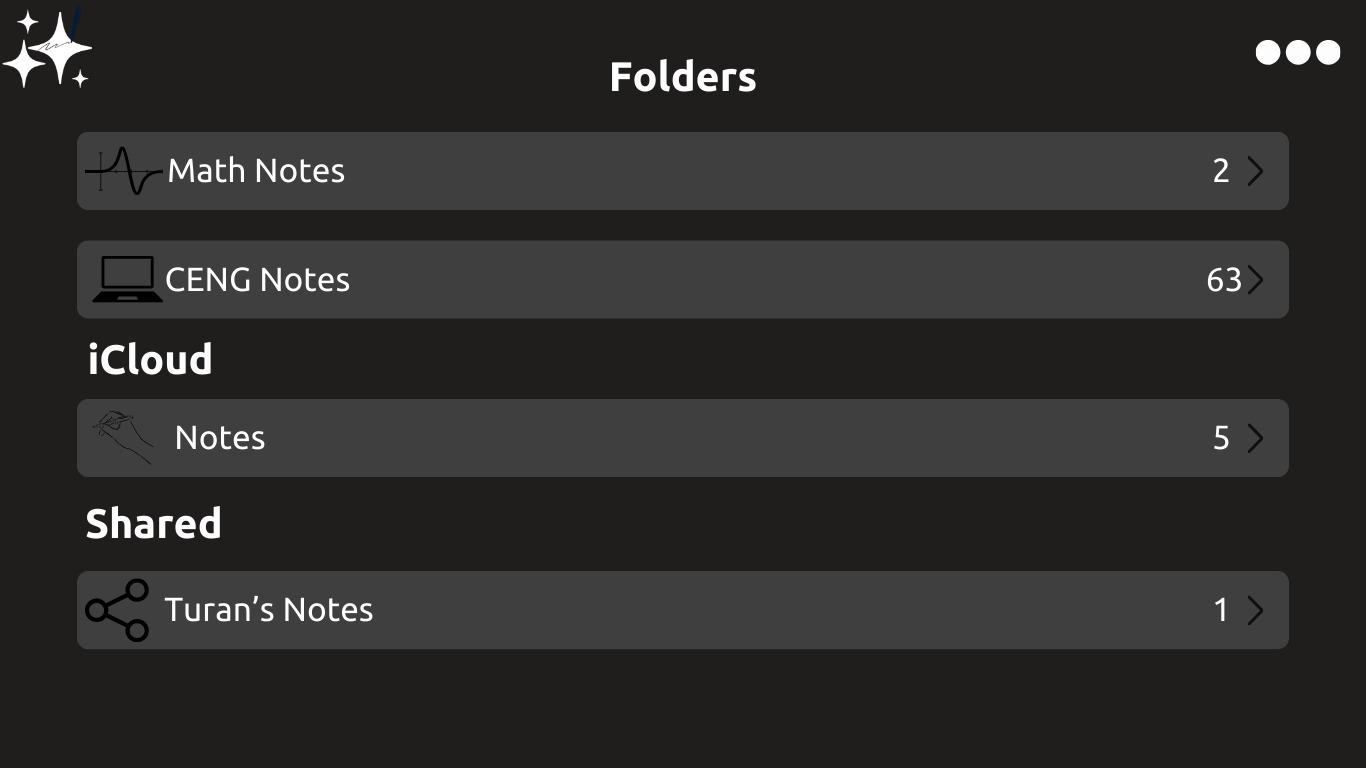 Folders
Math Notes 2
CENG Notes 63
iCloud
Notes 5
Shared
Turan’s Notes 1